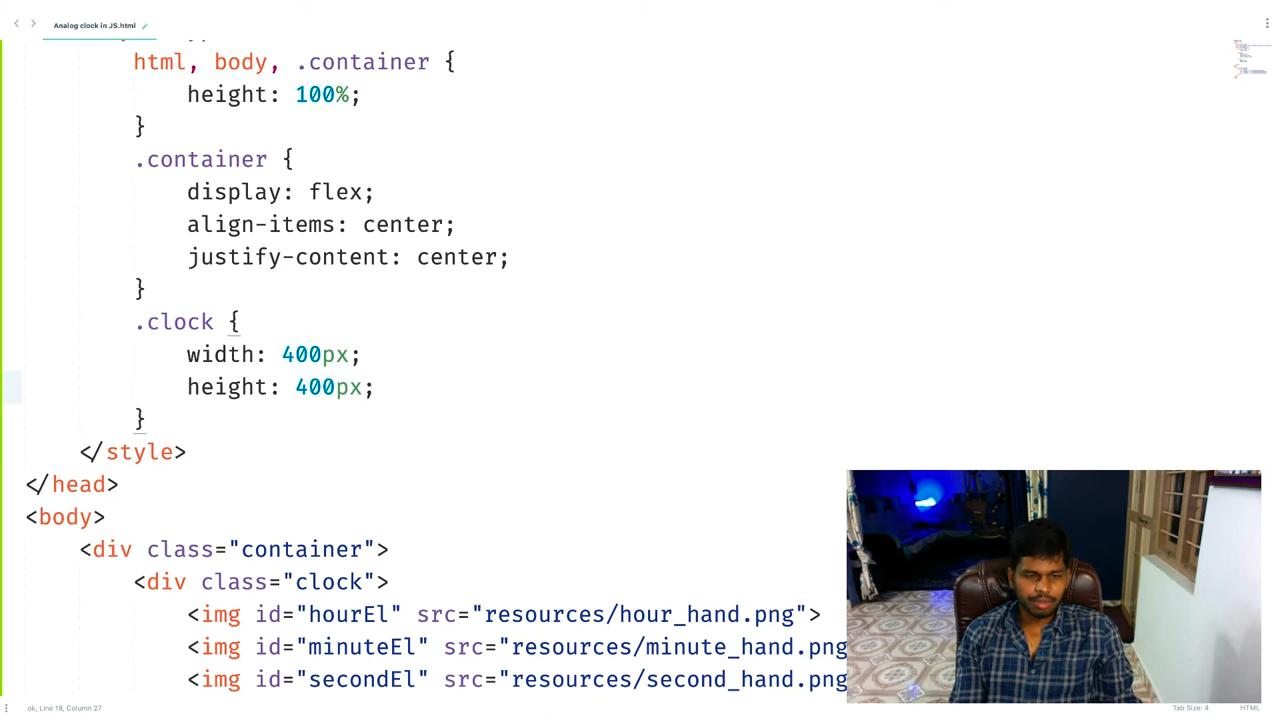 Analog clock in JS.html
html, body, .container {
height: 100%;
}
.container {
display: flex;
align-items: center;
justify-content: center;
}
.clock {
width: 400px;
height: 400px;
}
</style>
</head>
<body>
<div class="container">
<div class="clock">
<img id="hourEl" src="resources/hour_hand.png">
<img id="minuteEl" src="resources/minute_hand.png
<img id="secondEl" src="resources/second_hand.png
ok, Line 18, Column 27
Tab Size: 4
HTML